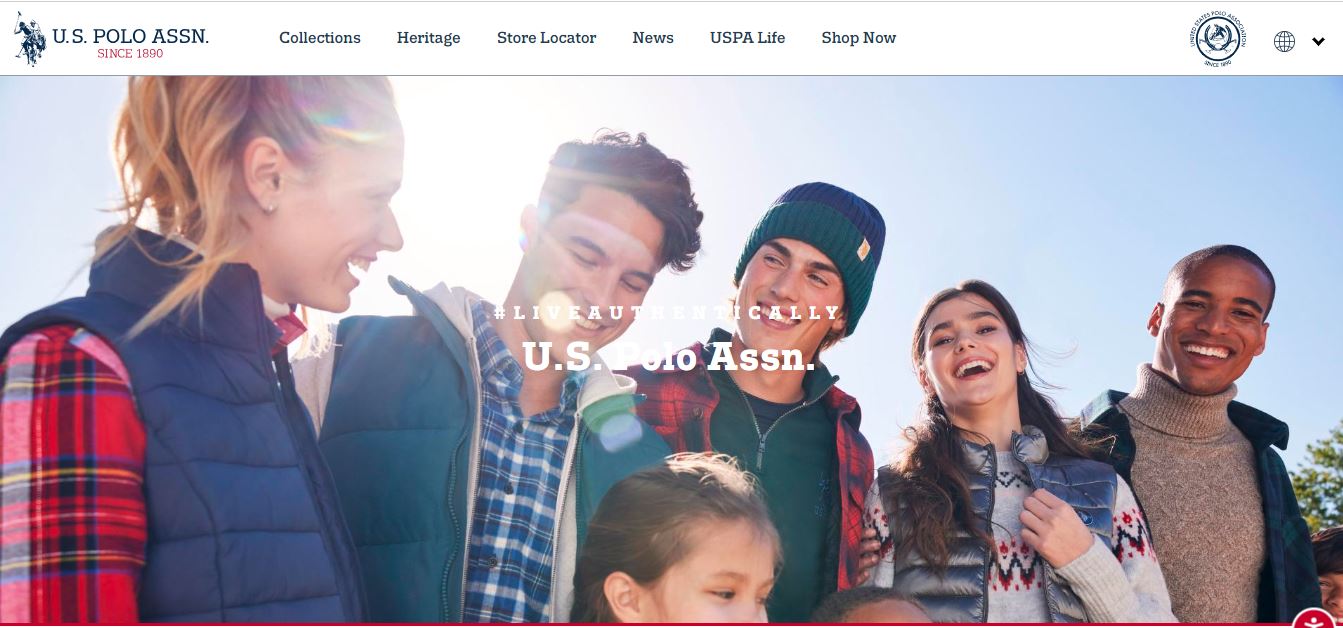 U.S. POLO ASSN.
SINCE 1890
Collections
Heritage
Store Locator
News
USPA Life
Shop Now
UNITED STATES POLO ASSOCIATION
SINCE 1890
#LIVEAUTHENTICALLY
U.S. Polo Assn.